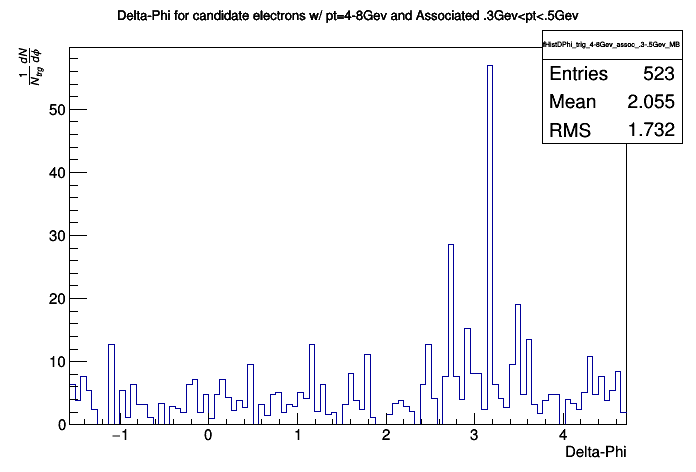 Delta-Phi for candidate electrons w/ pt=4-8Gev and Associated .3Gev<pt<.5Gev
fHistDPhi_trig_4-8Gev_assoc_.3-.5Gev_MB
Entries 523
Mean 2.055
RMS 1.732
1 dN
N_trg dϕ
50
40
30
20
10
0
−1 0 1 2 3 4
Delta-Phi